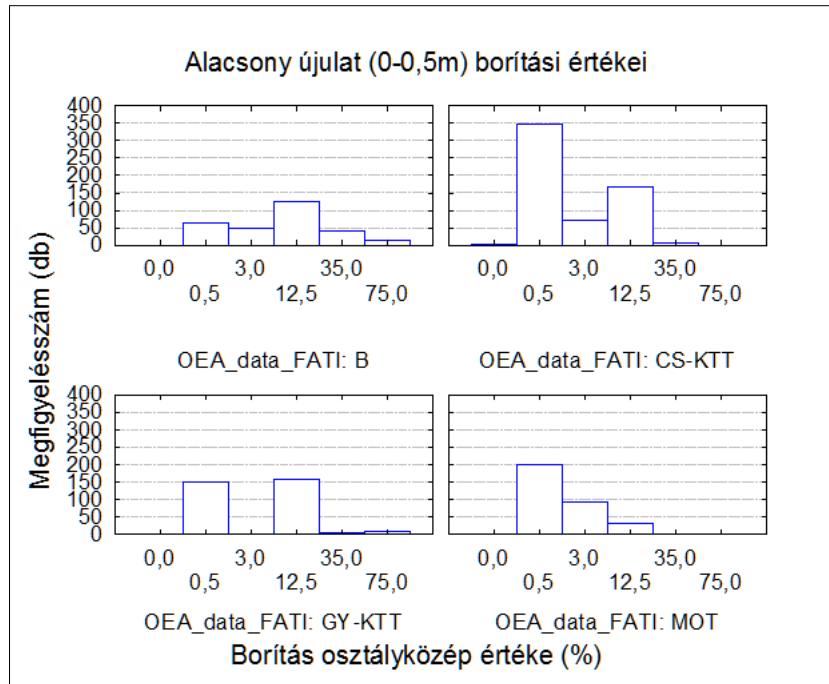 Alacsony újulat (0-0,5m) borítási értékei
Megfigyelésszám (db)
400
350
300
250
200
150
100
50
0
0,0 3,0 35,0 0,0 3,0 35,0
0,5 12,5 75,0 0,5 12,5 75,0
OEA_data_FATI: B OEA_data_FATI: CS-KTT
400
350
300
250
200
150
100
50
0
0,0 3,0 35,0 0,0 3,0 35,0
0,5 12,5 75,0 0,5 12,5 75,0
OEA_data_FATI: GY-KTT OEA_data_FATI: MOT
Borítás osztályközép értéke (%)